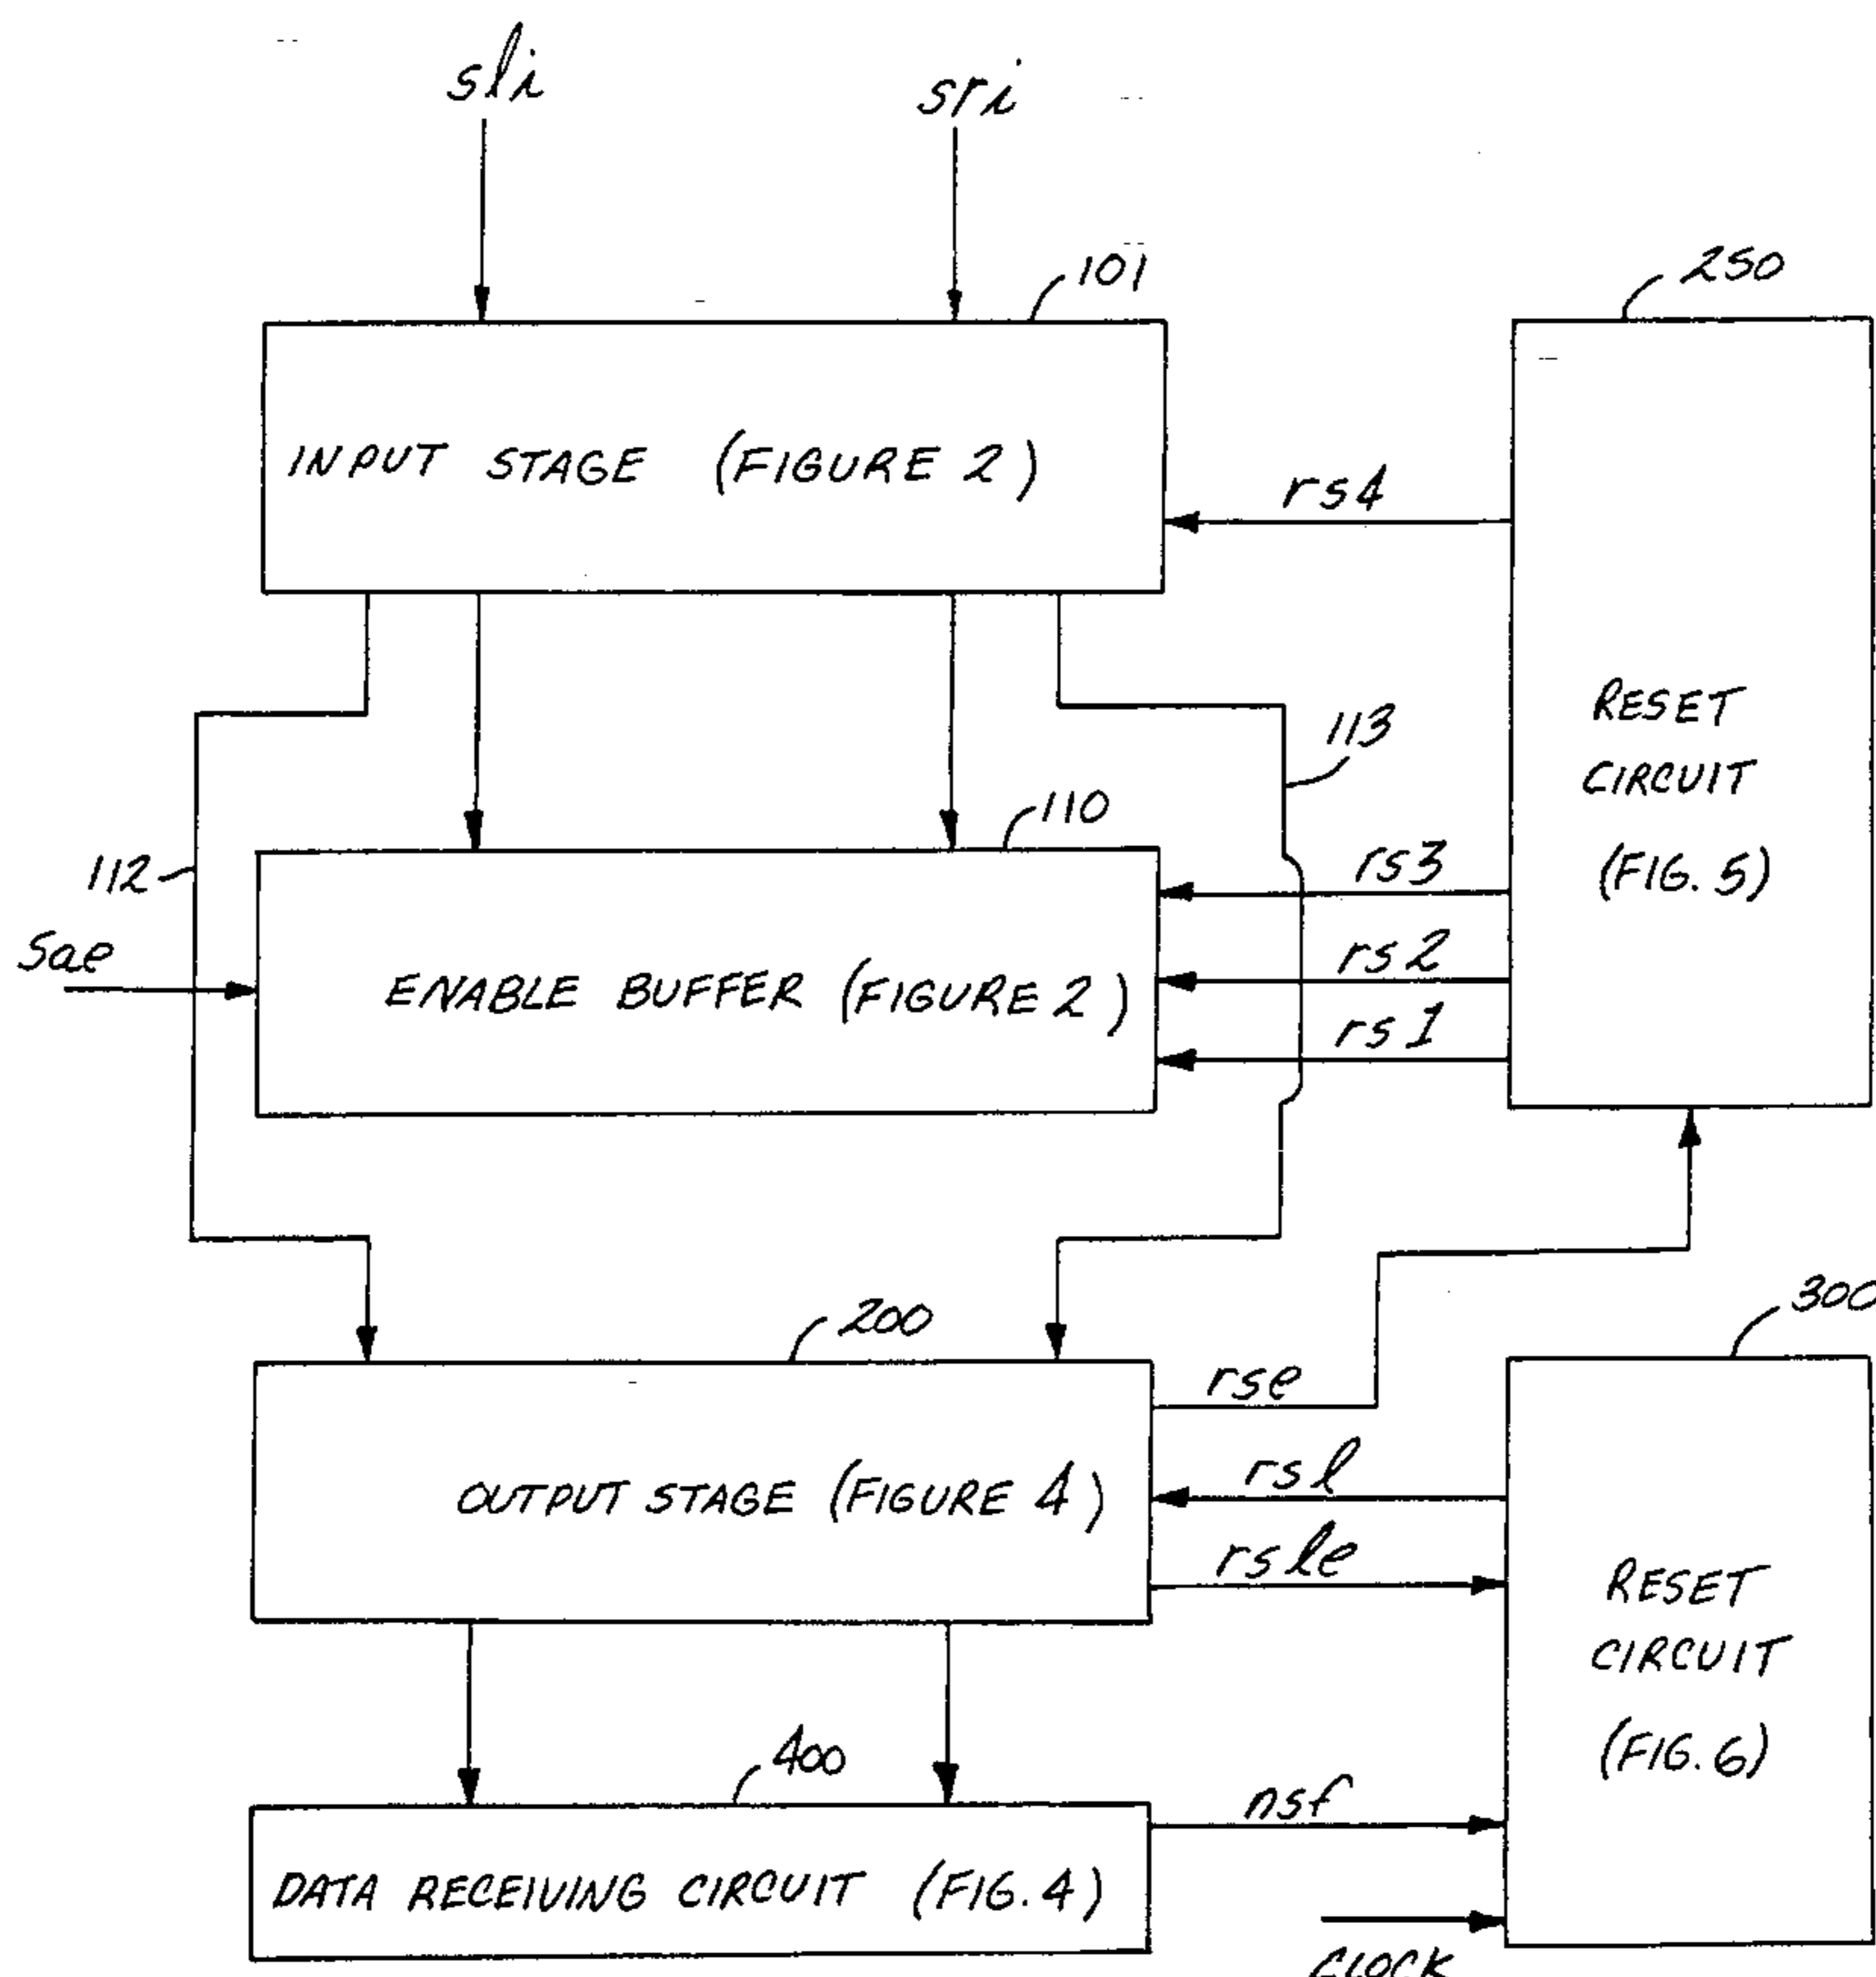 sli
sri
101
250
INPUT STAGE (FIGURE 2)
rs4
RESET
CIRCUIT
(FIG. 5)
113
110
112
rs3
Sae
ENABLE BUFFER (FIGURE 2)
rs2
rs1
200
300
rse
OUTPUT STAGE (FIGURE 4)
rsl
rsle
RESET
CIRCUIT
(FIG. 6)
400
nsf
DATA RECEIVING CIRCUIT (FIG. 4)
CLOCK